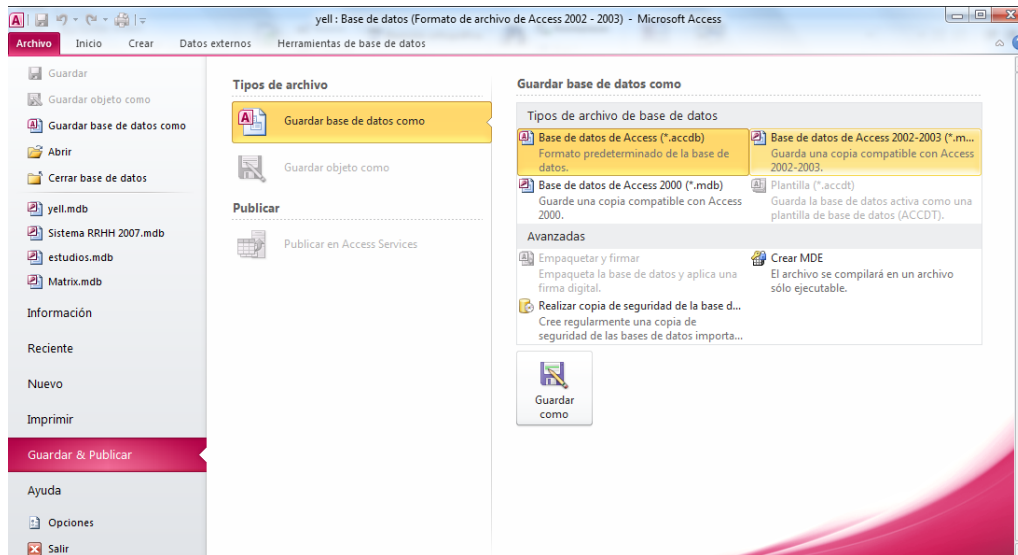 yell : Base de datos (Formato de archivo de Access 2002 - 2003) - Microsoft Access
Archivo Inicio Crear Datos externos Herramientas de base de datos
Guardar
Guardar objeto como
Guardar base de datos como
Abrir
Cerrar base de datos
yell.mdb
Sistema RRHH 2007.mdb
estudios.mdb
Matrix.mdb
Información
Reciente
Nuevo
Imprimir
Guardar & Publicar
Ayuda
Opciones
Salir
Tipos de archivo
Guardar base de datos como
Guardar objeto como
Publicar
Publicar en Access Services
Guardar base de datos como
Tipos de archivo de base de datos
Base de datos de Access (*.accdb)
Formato predeterminado de la base de
datos.
Base de datos de Access 2002-2003 (*.m...
Guarda una copia compatible con Access
2002-2003.
Base de datos de Access 2000 (*.mdb)
Guarde una copia compatible con Access
2000.
Plantilla (*.accdt)
Guarda la base de datos activa como una
plantilla de base de datos (ACCDT).
Avanzadas
Empaquetar y firmar
Empaqueta la base de datos y aplica una
firma digital.
Crear MDE
El archivo se compilará en un archivo
sólo ejecutable.
Realizar copia de seguridad de la base d...
Cree regularmente una copia de
seguridad de las bases de datos importa...
Guardar
como